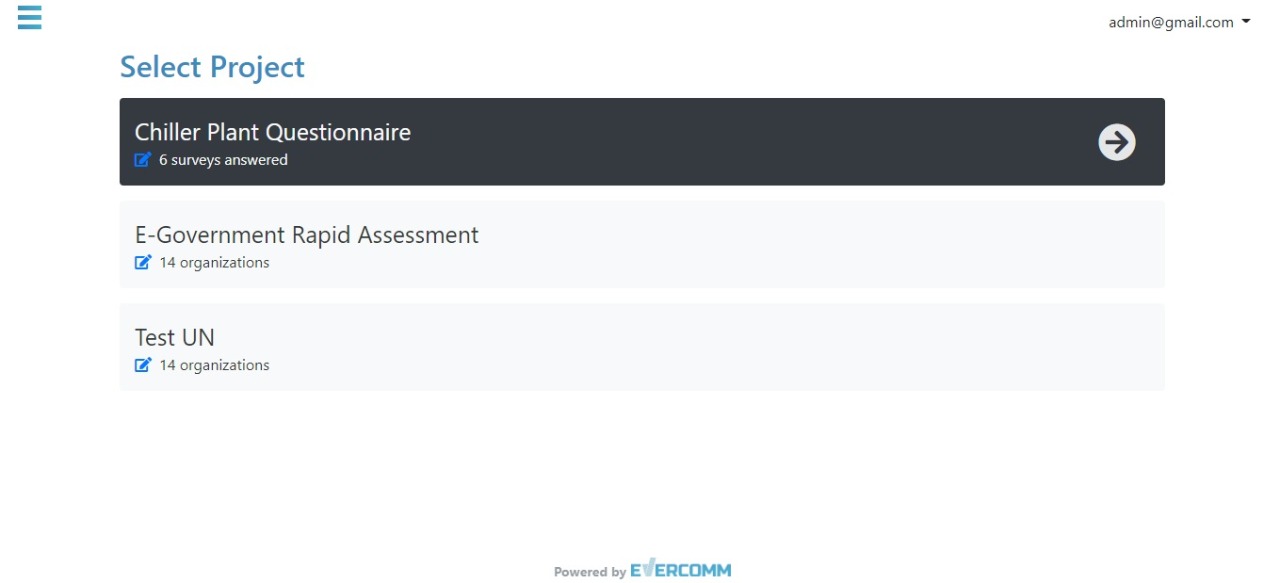 admin@gmail.com
Select Project
Chiller Plant Questionnaire
6 surveys answered
E-Government Rapid Assessment
14 organizations
Test UN
14 organizations
Powered by EVERCOMM